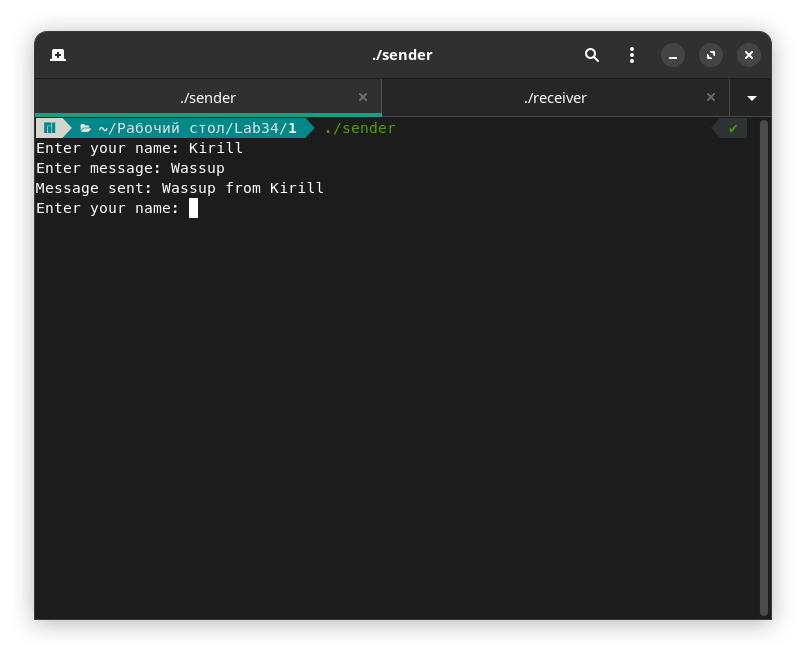 ./sender
./sender
./receiver
~/Рабочий стол/Lab34/1 ./sender ✔
Enter your name: Kirill
Enter message: Wassup
Message sent: Wassup from Kirill
Enter your name: